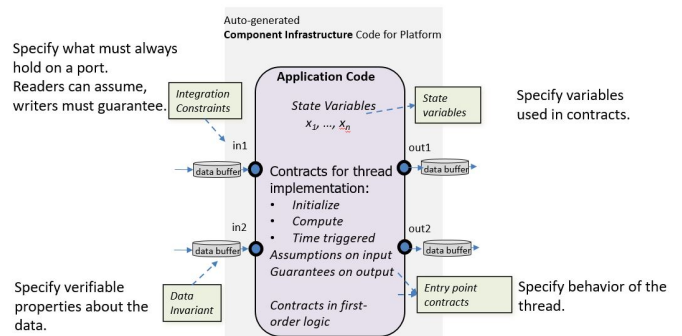 Auto-generated
Component Infrastructure Code for Platform
Specify what must always
hold on a port.
Readers can assume,
writers must guarantee.
Integration
Constraints
Application Code
State Variables
x1, ..., xn
State
variables
Specify variables
used in contracts.
in1
out1
data buffer
data buffer
Contracts for thread
implementation:
• Initialize
• Compute
• Time triggered
Assumptions on input
Guarantees on output
in2
out2
data buffer
data buffer
Specify verifiable
properties about the
data.
Data
Invariant
Contracts in first-
order logic
Entry point
contracts
Specify behavior of the
thread.